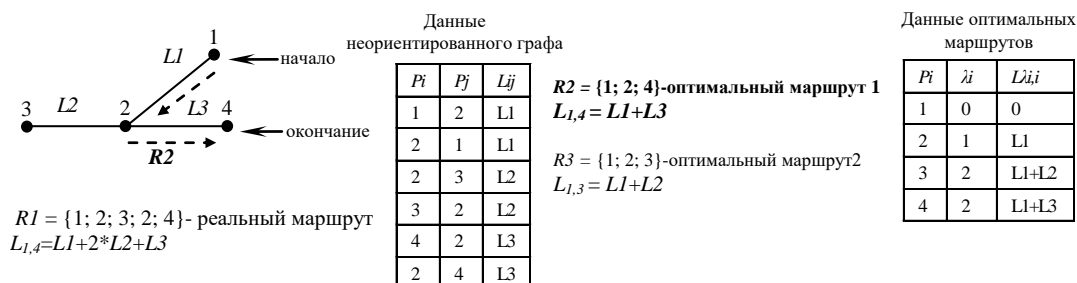 1
L1
начало
3
L2
2
L3
4
окончание
R2
R1 = {1; 2; 3; 2; 4}- реальный маршрут
L1,4=L1+2*L2+L3
Данные
неориентированного графа
Pi Pj Lij
1 2 L1
2 1 L1
2 3 L2
3 2 L2
4 2 L3
2 4 L3
R2 = {1; 2; 4}-оптимальный маршрут 1
L1,4 = L1+L3
R3 = {1; 2; 3}-оптимальный маршрут2
L1,3 = L1+L2
Данные оптимальных
маршрутов
Pi λi Lλi,i
1 0 0
2 1 L1
3 2 L1+L2
4 2 L1+L3